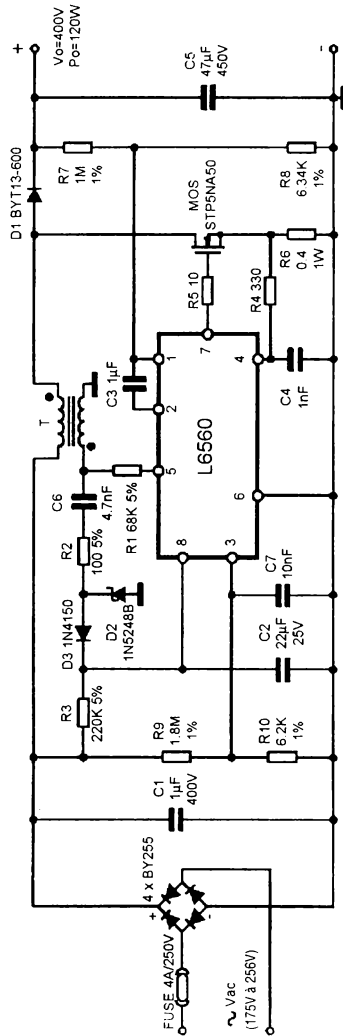 FUSE 4A/250V
~ Vac
(175V à 256V)
4 x BY255
+
-
C1
1µF
400V
R3
220K 5%
R9
1.8M
1%
R10
6.2K
1%
D3 1N4150
D2
1N5248B
R2
100 5%
C6
4.7nF
R1 68K 5%
T
C2
22µF
25V
C7
10nF
8
3
5
2
1
6
4
7
L6560
C3 1µF
C4
1nF
R5 10
R4 330
MOS
STP5NA50
R6
0.4
1W
D1 BYT13-600
R7
1M
1%
R8
6.34K
1%
C5
47µF
450V
+
Vo=400V
Po=120W
-